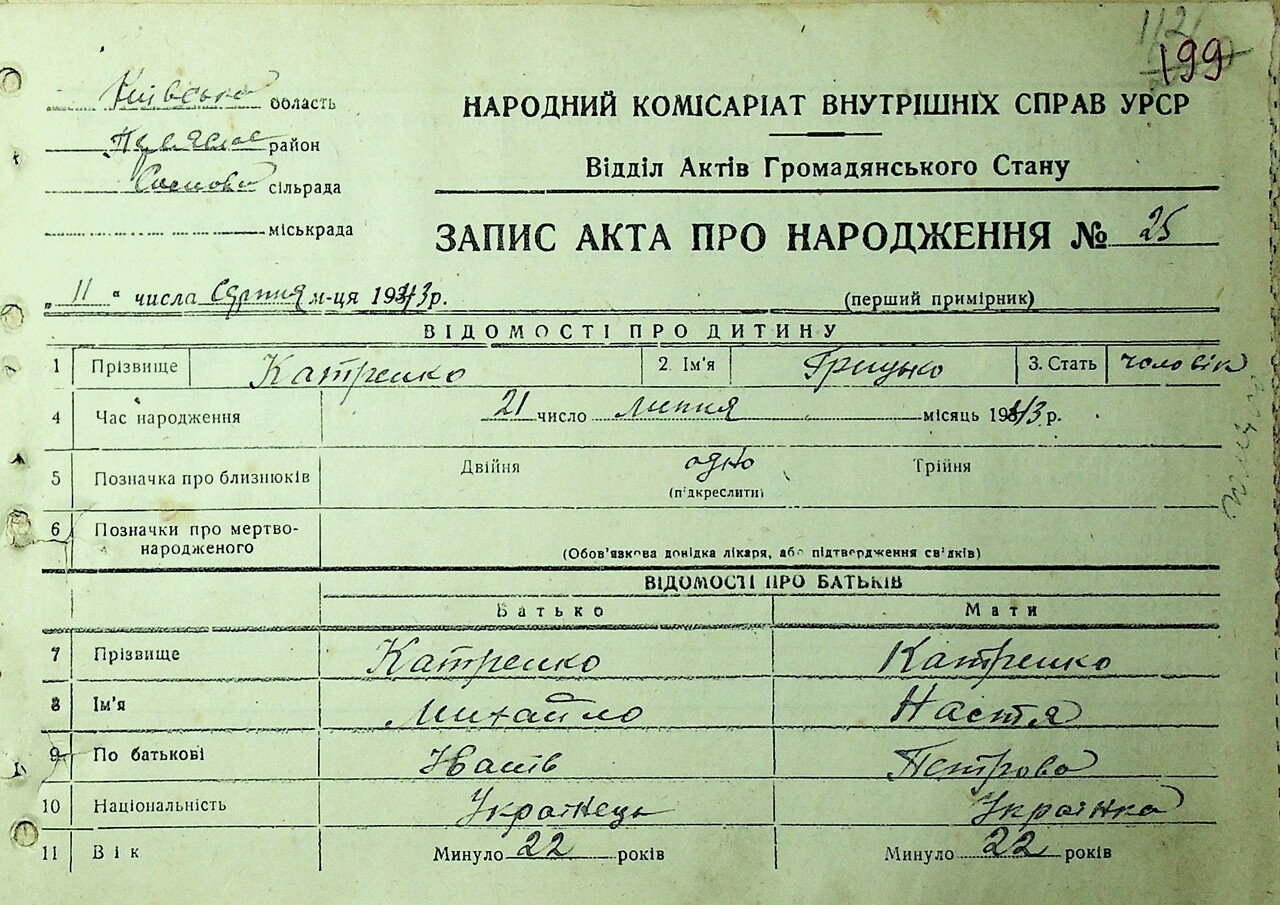 199
Київська область
Переяслав район
Соснова сільрада
міськрада
НАРОДНИЙ КОМІСАРІАТ ВНУТРІШНІХ СПРАВ УРСР
Відділ Актів Громадянського Стану
ЗАПИС АКТА ПРО НАРОДЖЕННЯ № 25
„ 11 " числа Серпня м-ця 1943 р.
(перший примірник)
ВІДОМОСТІ ПРО ДИТИНУ
1 Прізвище Катренко 2. Ім'я Грицько 3. Стать чоловік
4 Час народження 21 число липня місяць 1943 р.
5 Позначка про близнюків Двійня одно Трійня
(підкреслити)
6 Позначки про мертво-
народженого
(Обов'язкова довідка лікаря, або підтвердження свідків)
ВІДОМОСТІ ПРО БАТЬКІВ
Батько Мати
7 Прізвище Катренко Катренко
8 Ім'я Михайло Настя
9 По батькові Іванів Петрова
10 Національність Українець Українка
11 Вік Минуло 22 років Минуло 22 років